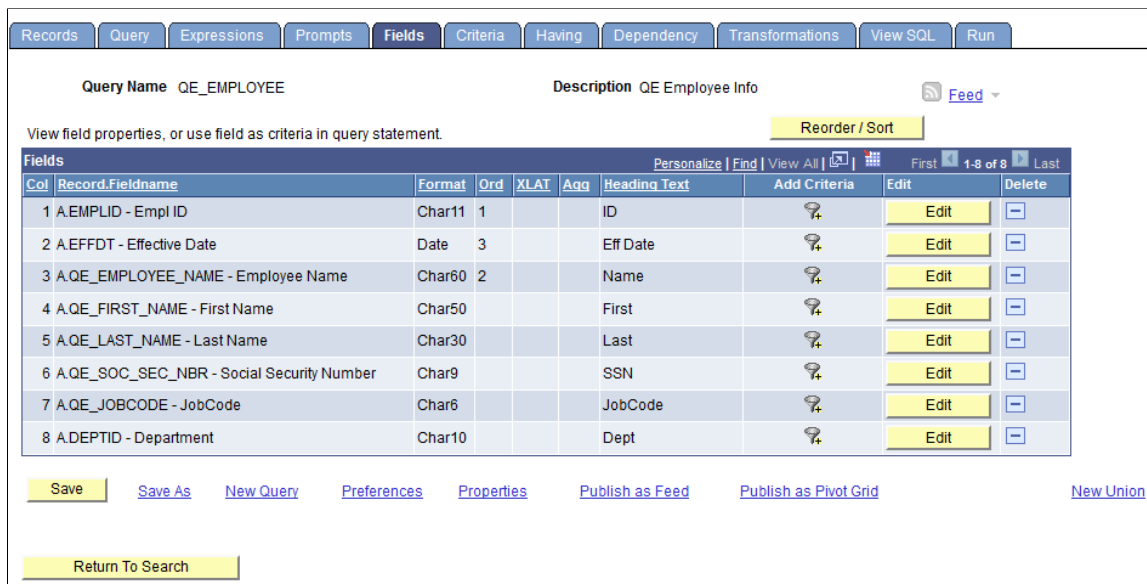 Records Query Expressions Prompts Fields Criteria Having Dependency Transformations View SQL Run
Query Name QE_EMPLOYEE Description QE Employee Info Feed
View field properties, or use field as criteria in query statement. Reorder / Sort
Fields Personalize | Find | View All | | First 1-8 of 8 Last
Col Record.Fieldname Format Ord XLAT Agg Heading Text Add Criteria Edit Delete
1 A.EMPLID - Empl ID Char11 1 ID Edit
2 A.EFFDT - Effective Date Date 3 Eff Date Edit
3 A.QE_EMPLOYEE_NAME - Employee Name Char60 2 Name Edit
4 A.QE_FIRST_NAME - First Name Char50 First Edit
5 A.QE_LAST_NAME - Last Name Char30 Last Edit
6 A.QE_SOC_SEC_NBR - Social Security Number Char9 SSN Edit
7 A.QE_JOBCODE - JobCode Char6 JobCode Edit
8 A.DEPTID - Department Char10 Dept Edit
Save Save As New Query Preferences Properties Publish as Feed Publish as Pivot Grid New Union
Return To Search